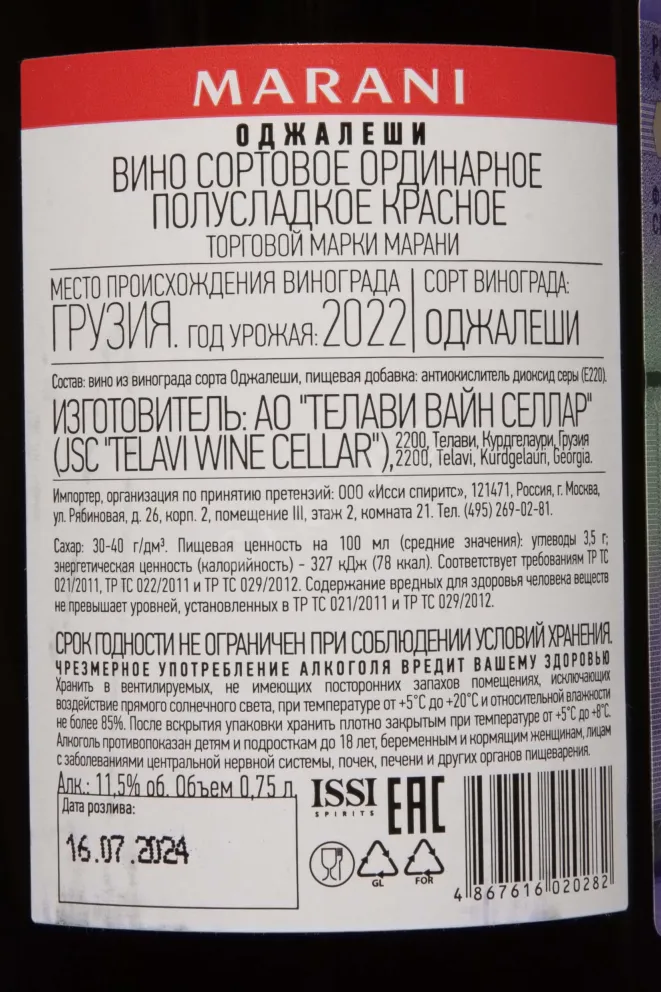 MARANI
ОДЖАЛЕШИ
ВИНО СОРТОВОЕ ОРДИНАРНОЕ
ПОЛУСЛАДКОЕ КРАСНОЕ
ТОРГОВОЙ МАРКИ МАРАНИ
МЕСТО ПРОИСХОЖДЕНИЯ ВИНОГРАДА
ГРУЗИЯ. ГОД УРОЖАЯ: 2022
СОРТ ВИНОГРАДА:
ОДЖАЛЕШИ
Состав: вино из винограда сорта Оджалеши, пищевая добавка: антиокислитель диоксид серы (Е220).
ИЗГОТОВИТЕЛЬ: АО "ТЕЛАВИ ВАЙН СЕЛЛАР"
(JSC "TELAVI WINE CELLAR"),
2200, Телави, Курдгелаури, Грузия
2200, Telavi, Kurdgelauri, Georgia.
Импортер, организация по принятию претензий: ООО «Исси спиритс», 121471, Россия, г. Москва,
ул. Рябиновая, д. 26, корп. 2, помещение III, этаж 2, комната 21. Тел. (495) 269-02-81.
Сахар: 30-40 г/дм³. Пищевая ценность на 100 мл (средние значения): углеводы 3,5 г;
энергетическая ценность (калорийность) - 327 кДж (78 ккал). Соответствует требованиям ТР ТС
021/2011, ТР ТС 022/2011 и ТР ТС 029/2012. Содержание вредных для здоровья человека веществ
не превышает уровней, установленных в ТР ТС 021/2011 и ТР ТС 029/2012.
СРОК ГОДНОСТИ НЕ ОГРАНИЧЕН ПРИ СОБЛЮДЕНИИ УСЛОВИЙ ХРАНЕНИЯ.
ЧРЕЗМЕРНОЕ УПОТРЕБЛЕНИЕ АЛКОГОЛЯ ВРЕДИТ ВАШЕМУ ЗДОРОВЬЮ
Хранить в вентилируемых, не имеющих посторонних запахов помещениях, исключающих
воздействие прямого солнечного света, при температуре от +5°С до +20°С и относительной влажности
не более 85%. После вскрытия упаковки хранить плотно закрытым при температуре от +5°С до +8°С.
Алкоголь противопоказан детям и подросткам до 18 лет, беременным и кормящим женщинам, лицам
с заболеваниями центральной нервной системы, почек, печени и других органов пищеварения.
Алк.: 11,5% об. Объем 0,75 л.
Дата розлива:
16.07.2024
ISSI
SPIRITS
EAC
GL
FOR
4 867616 020282